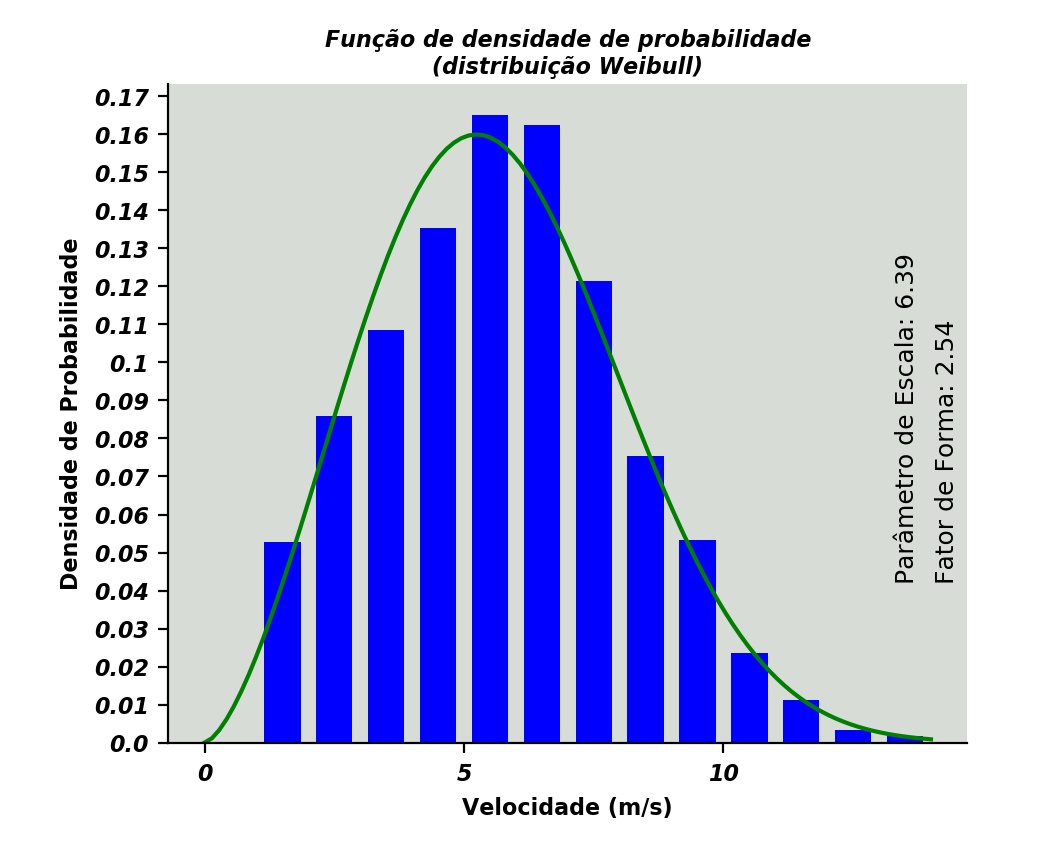 Função de densidade de probabilidade
(distribuição Weibull)
0.17
0.16
0.15
0.14
0.13
0.12
0.11
0.1
0.09
0.08
0.07
0.06
0.05
0.04
0.03
0.02
0.01
0.0
Densidade de Probabilidade
0 5 10
Velocidade (m/s)
Parâmetro de Escala: 6.39
Fator de Forma: 2.54